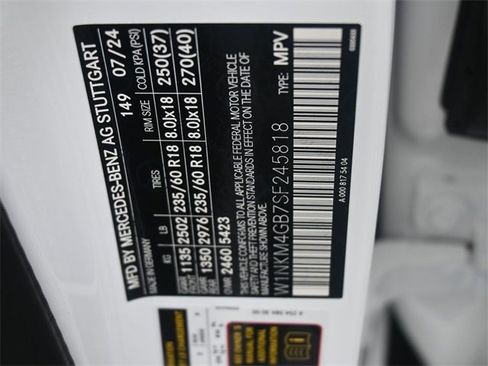 MFD BY MERCEDES-BENZ AG STUTTGART
MADE IN GERMANY 149 07/24
KG LB TIRES RIM SIZE COLD KPA(PSI)
1135 2502 235/60 R18 8.0Jx18 250(37)
1350 2976 235/60 R18 8.0Jx18 270(40)
2460 5423
THIS VEHICLE CONFORMS TO ALL APPLICABLE FEDERAL MOTOR VEHICLE
SAFETY, BUMPER, AND THEFT PREVENTION STANDARDS IN EFFECT ON THE DATE OF
MANUFACTURE SHOWN ABOVE
W1NKM4GB7SF245818 TYPE: MPV
A 000 817 54 04
ADDITIONAL
INFORMATION